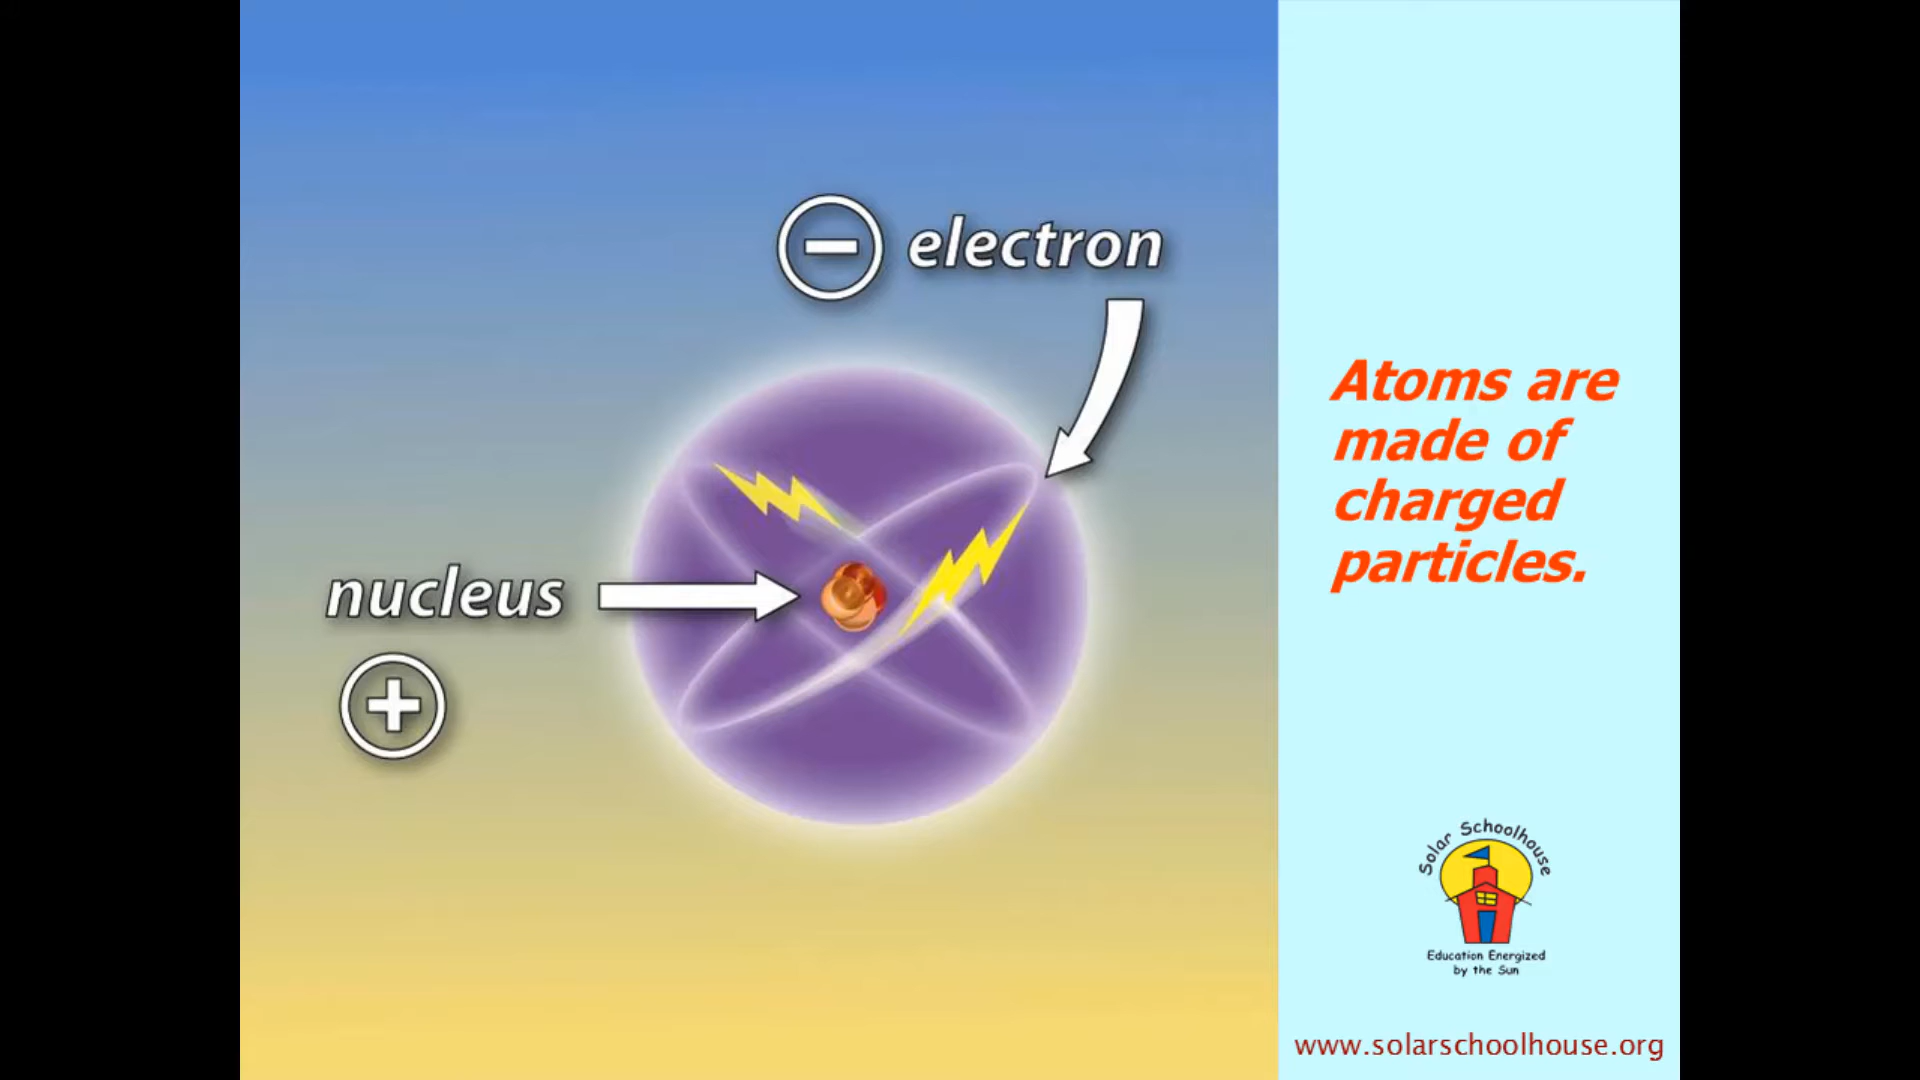 electron
nucleus
Atoms are
made of
charged
particles.
Solar Schoolhouse
Education Energized
by the Sun
www.solarschoolhouse.org